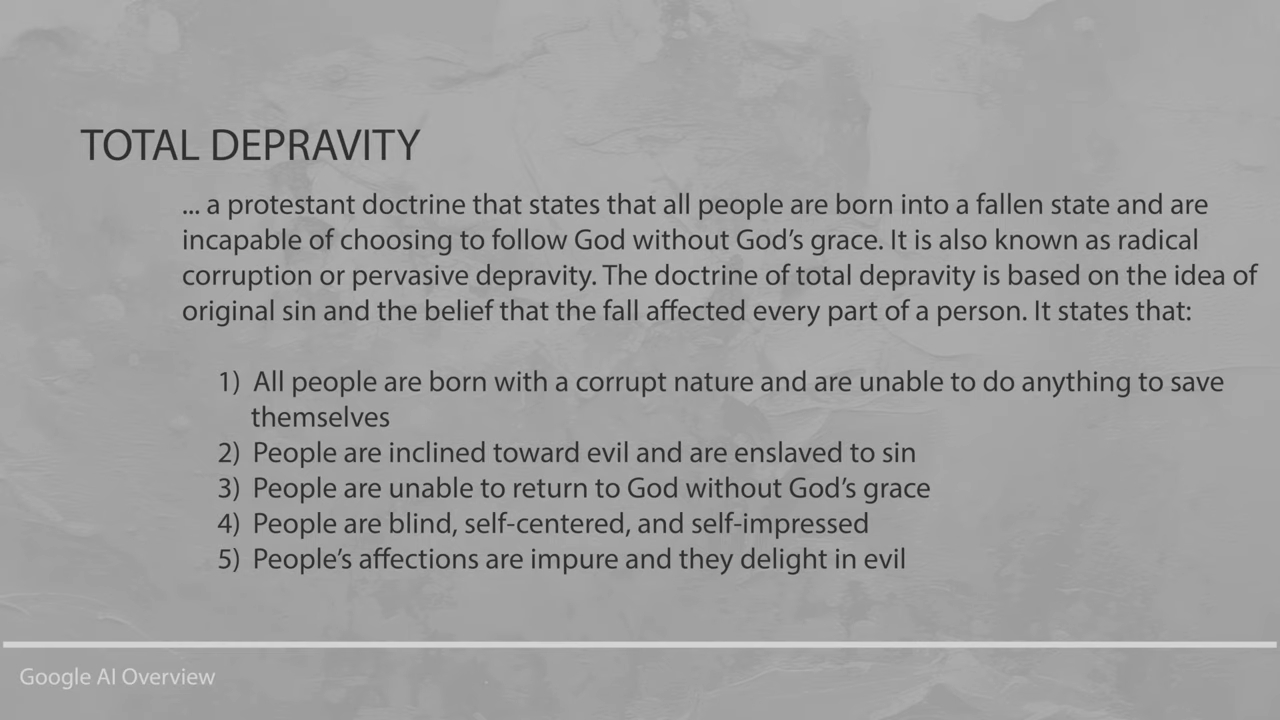 TOTAL DEPRAVITY
... a protestant doctrine that states that all people are born into a fallen state and are
incapable of choosing to follow God without God’s grace. It is also known as radical
corruption or pervasive depravity. The doctrine of total depravity is based on the idea of
original sin and the belief that the fall affected every part of a person. It states that:
1) All people are born with a corrupt nature and are unable to do anything to save
themselves
2) People are inclined toward evil and are enslaved to sin
3) People are unable to return to God without God’s grace
4) People are blind, self-centered, and self-impressed
5) People’s affections are impure and they delight in evil
Google AI Overview